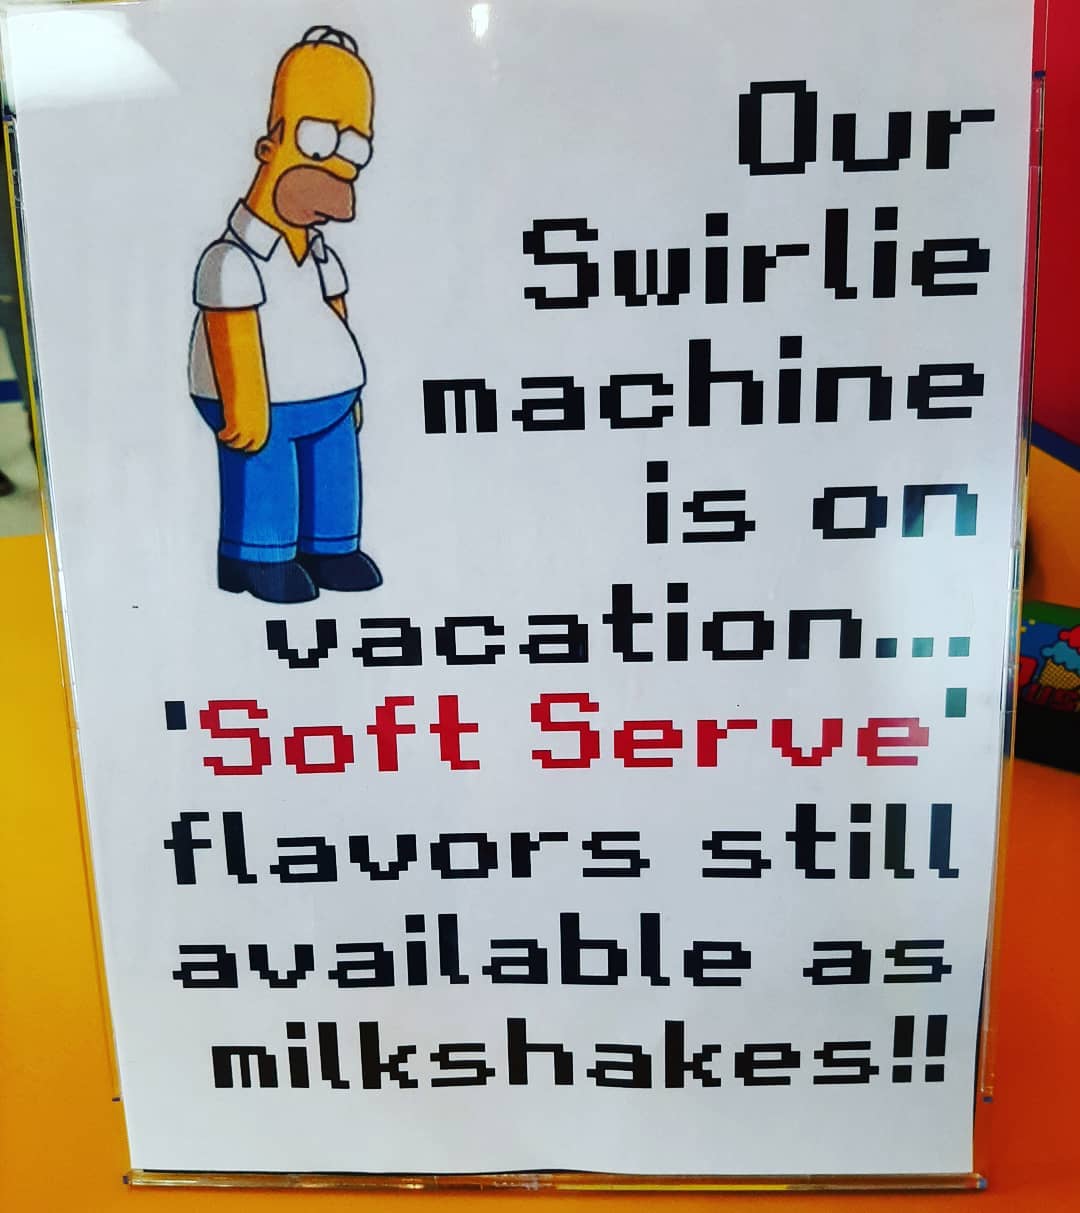 Our
Swirlie
machine
is on
vacation...
'Soft Serve'
flavors still
available as
milkshakes!!